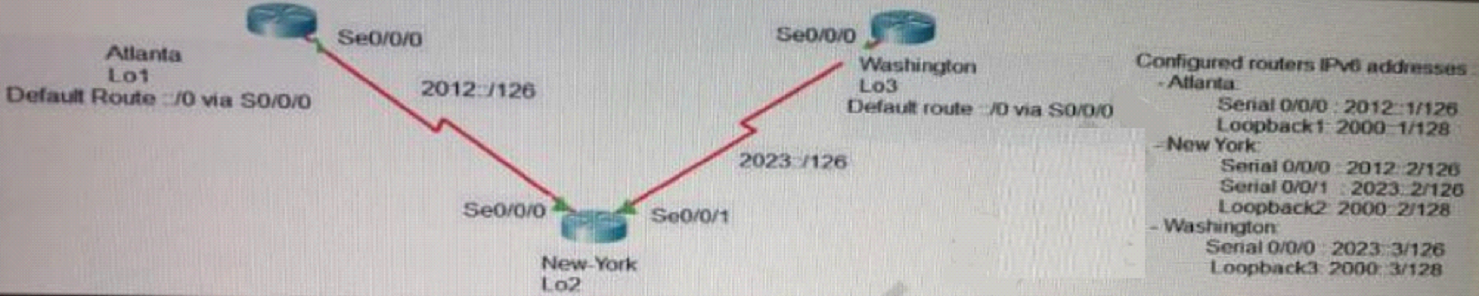 Se0/0/0
Atlanta
Lo1
Default Route ::/0 via S0/0/0
2012::/126
Se0/0/0
Washington
Lo3
Default route ::/0 via S0/0/0
2023::/126
Se0/0/0
Se0/0/1
New-York
Lo2
Configured routers IPv6 addresses
- Atlanta:
Serial 0/0/0 : 2012::1/126
Loopback1: 2000::1/128
- New York:
Serial 0/0/0 : 2012::2/126
Serial 0/0/1 : 2023::2/126
Loopback2: 2000::2/128
- Washington:
Serial 0/0/0 : 2023::3/126
Loopback3: 2000::3/128